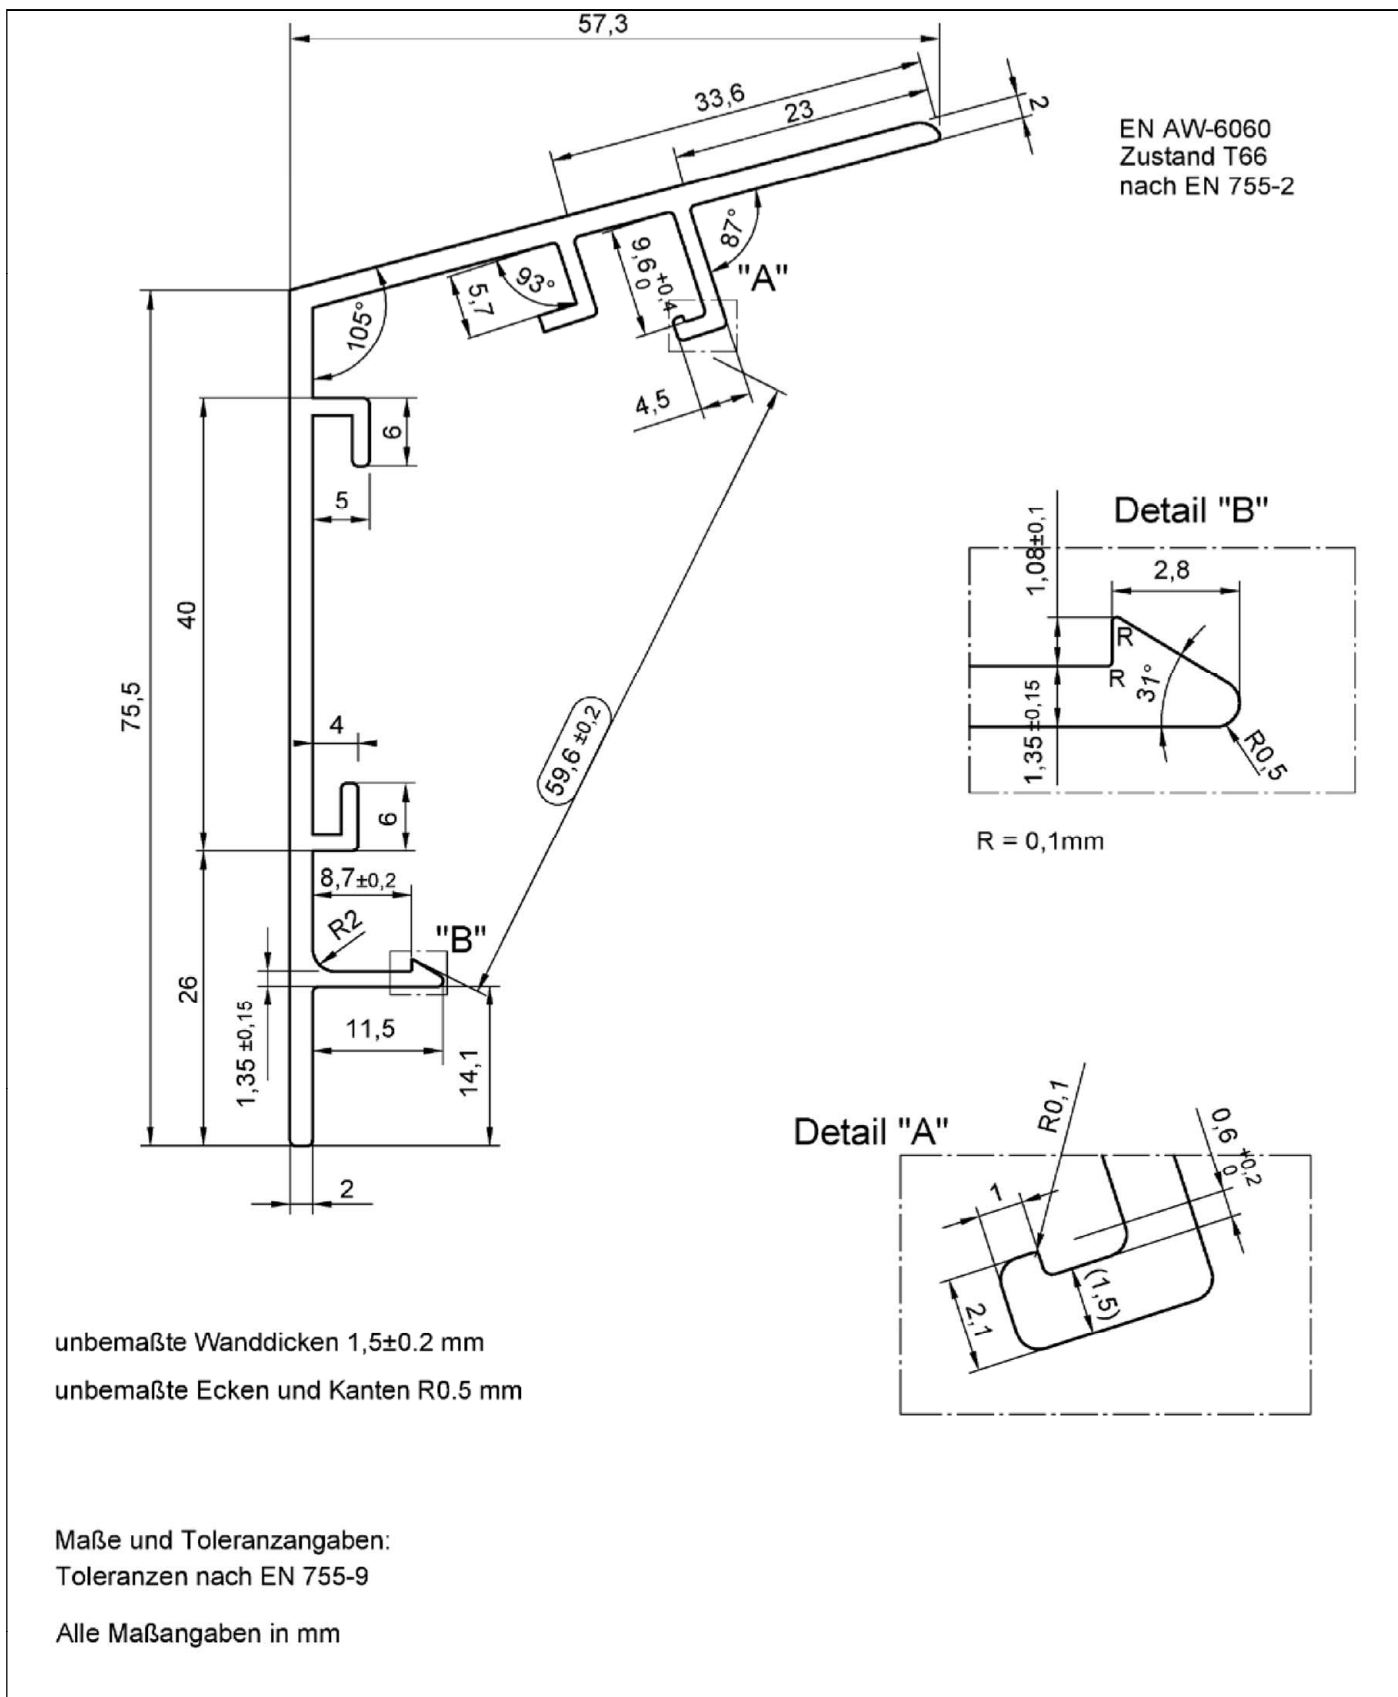 57,3
33,6
23
2
EN AW-6060
Zustand T66
nach EN 755-2
87°
"A"
9,6 +0,4 0
93°
5,7
105°
4,5
6
5
Detail "B"
1,08±0,1
2,8
R
R
31°
1,35 ±0,15
R0,5
R = 0,1mm
40
75,5
4
59,6 ±0,2
6
8,7±0,2
R2
"B"
26
1,35 ±0,15
11,5
14,1
2
Detail "A"
R0,1
0,6 +0,2 0
1
(1,5)
2,1
unbemaßte Wanddicken 1,5±0.2 mm
unbemaßte Ecken und Kanten R0.5 mm
Maße und Toleranzangaben:
Toleranzen nach EN 755-9
Alle Maßangaben in mm